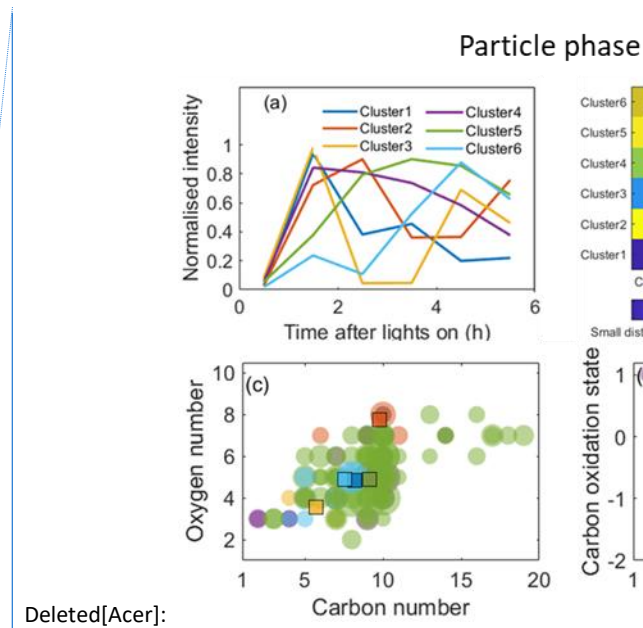 Particle phase
(a)
Cluster1
Cluster2
Cluster3
Cluster4
Cluster5
Cluster6
Normalised intensity
1
0.8
0.6
0.4
0.2
0
0
2
4
6
Time after lights on (h)
Cluster6
Cluster5
Cluster4
Cluster3
Cluster2
Cluster1
C
Small dist
(c)
Oxygen number
10
8
6
4
2
1
5
10
15
20
Carbon number
Carbon oxidation state
1
0
-1
-2
1
(
Deleted[Acer]: